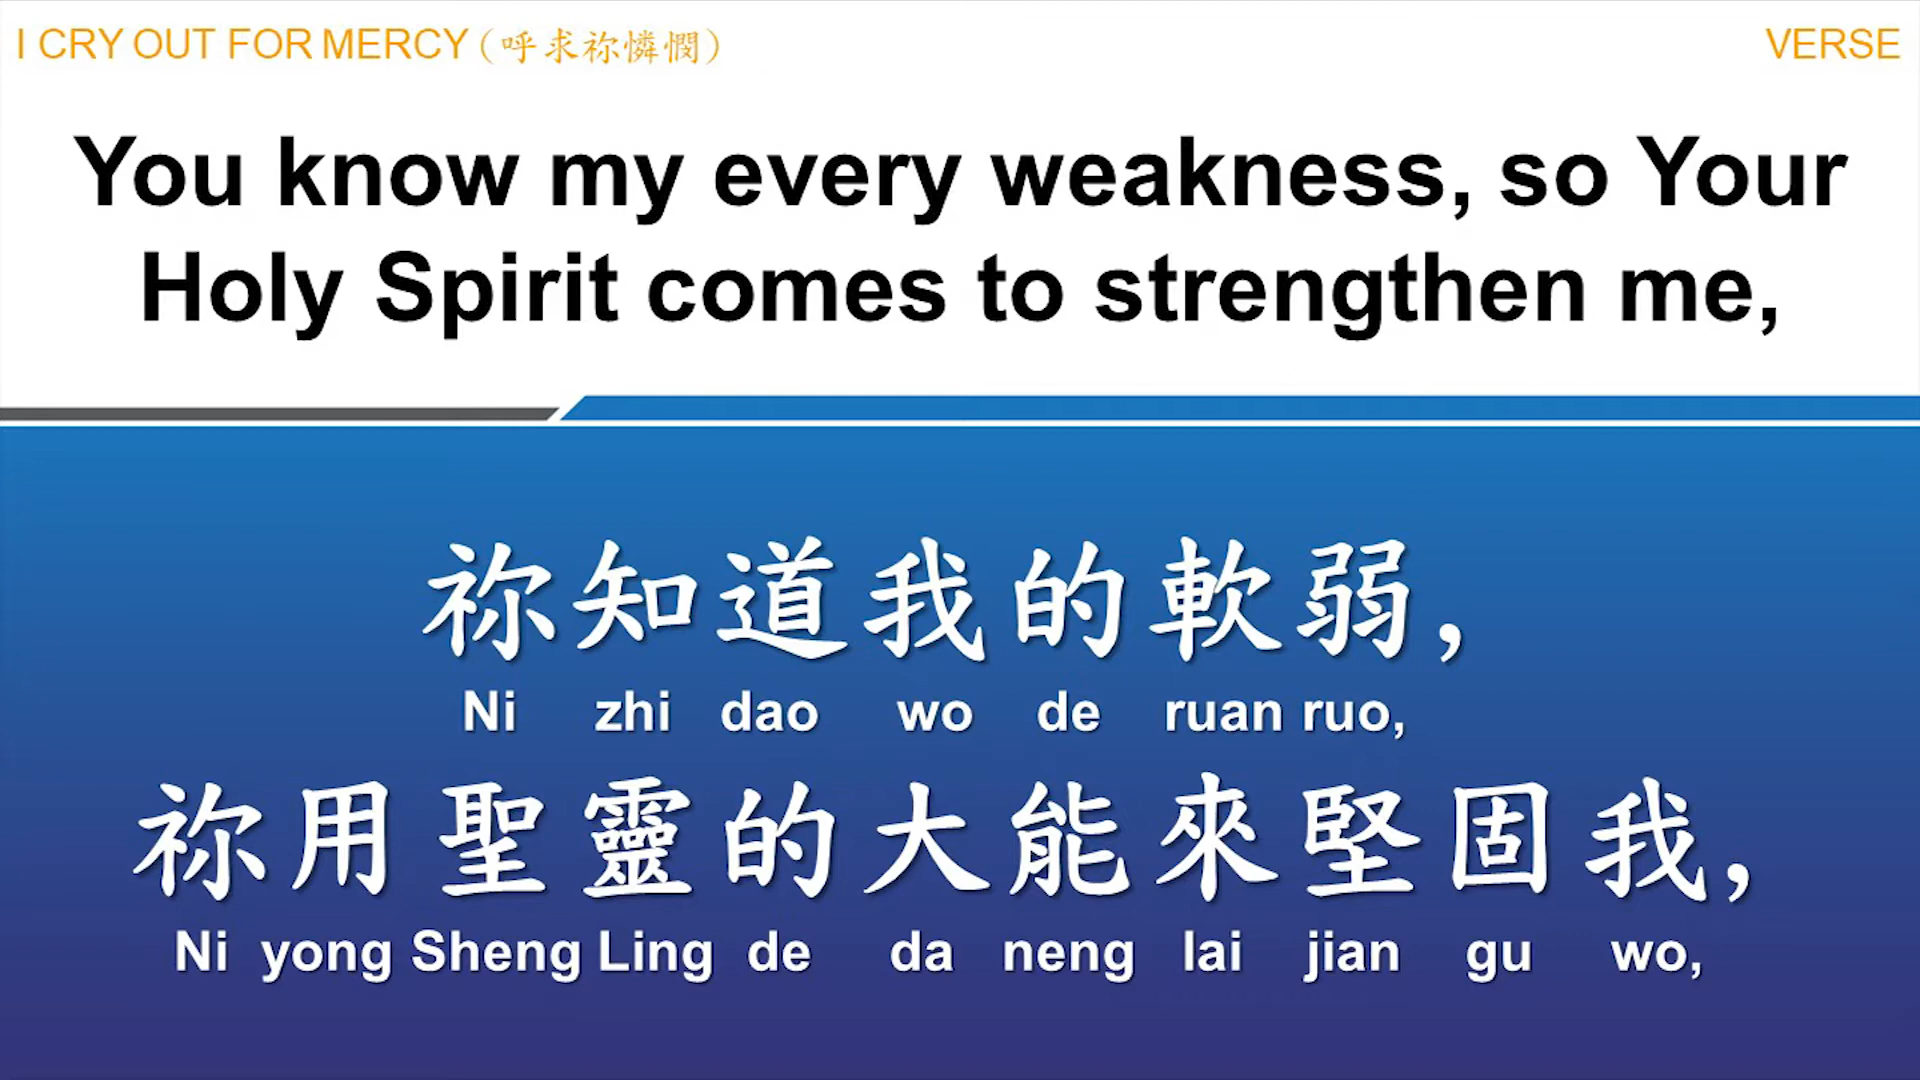 I CRY OUT FOR MERCY (呼求祢憐憫)
VERSE
You know my every weakness, so Your
Holy Spirit comes to strengthen me,
祢知道我的軟弱,
Ni zhi dao wo de ruan ruo,
祢用聖靈的大能來堅固我,
Ni yong Sheng Ling de da neng lai jian gu wo,